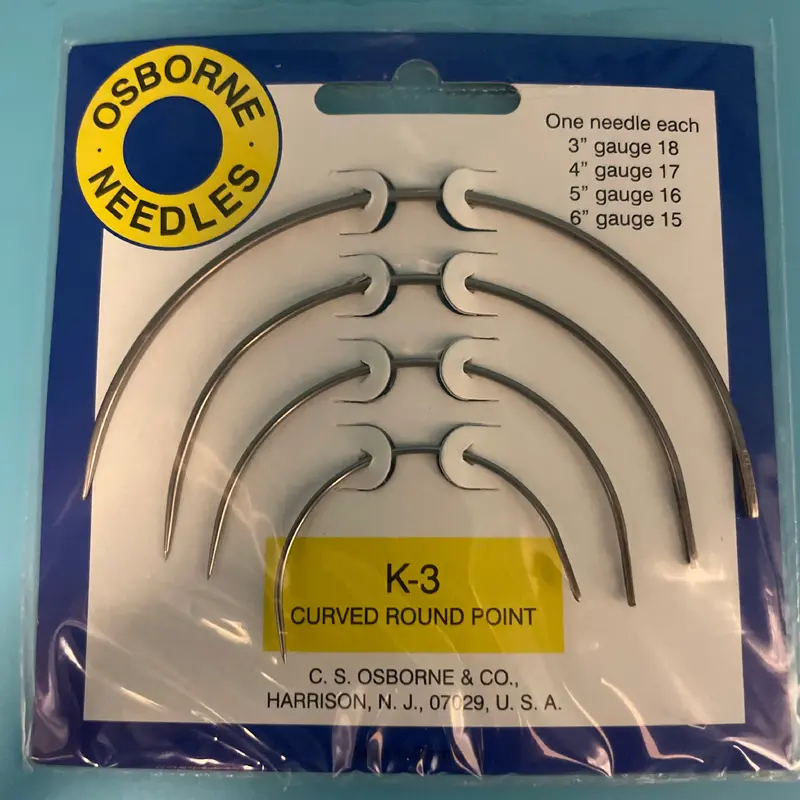 OSBORNE
NEEDLES
One needle each
3” gauge 18
4” gauge 17
5” gauge 16
6” gauge 15
K-3
CURVED ROUND POINT
C. S. OSBORNE & CO.,
HARRISON, N. J., 07029, U. S. A.